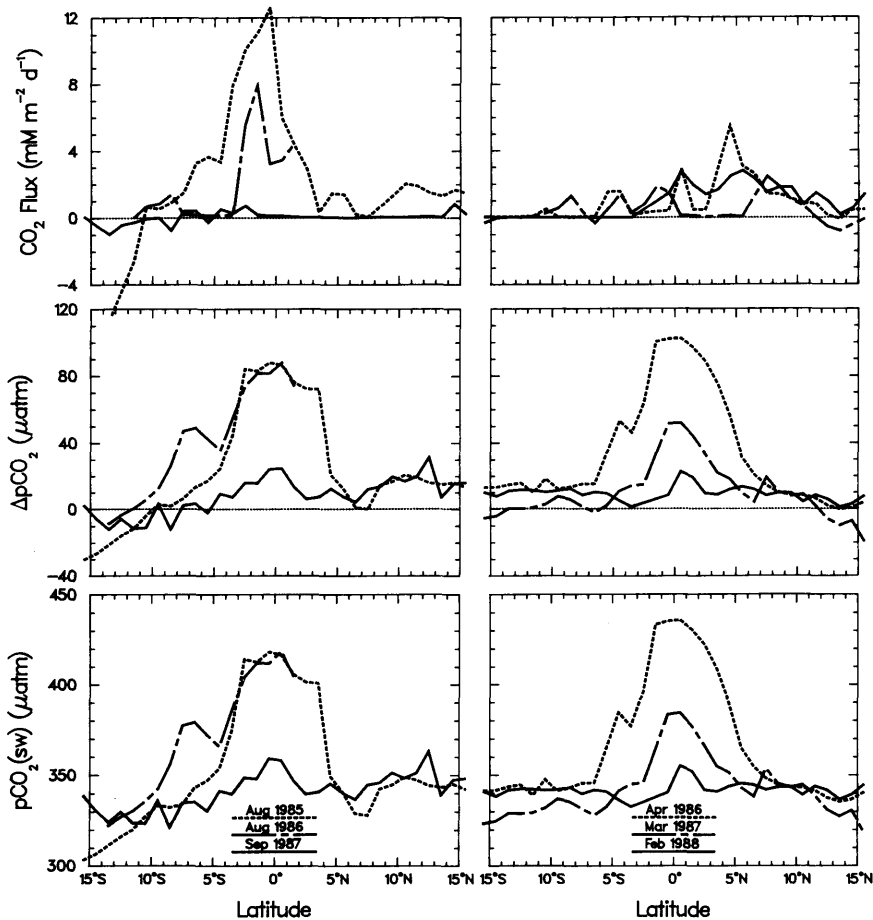 12
8
4
0
−4
CO₂ Flux (mM m⁻² d⁻¹)
120
80
40
0
−40
ΔpCO₂ (μatm)
450
400
350
300
pCO₂(sw) (μatm)
Aug 1985
Aug 1986
Sep 1987
Apr 1986
Mar 1987
Feb 1988
15°S 10°S 5°S 0° 5°N 10°N 15°N
15°S 10°S 5°S 0° 5°N 10°N 15°N
Latitude
Latitude